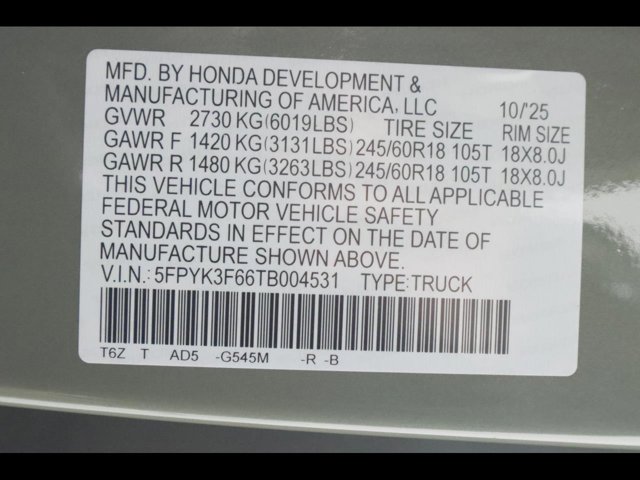 MFD. BY HONDA DEVELOPMENT &
MANUFACTURING OF AMERICA, LLC 10/'25
GVWR 2730 KG(6019LBS) TIRE SIZE RIM SIZE
GAWR F 1420 KG(3131LBS) 245/60R18 105T 18X8.0J
GAWR R 1480 KG(3263LBS) 245/60R18 105T 18X8.0J
THIS VEHICLE CONFORMS TO ALL APPLICABLE
FEDERAL MOTOR VEHICLE SAFETY
STANDARDS IN EFFECT ON THE DATE OF
MANUFACTURE SHOWN ABOVE.
V.I.N.: 5FPYK3F66TB004531 TYPE:TRUCK
T6Z T AD5 -G545M -R -B